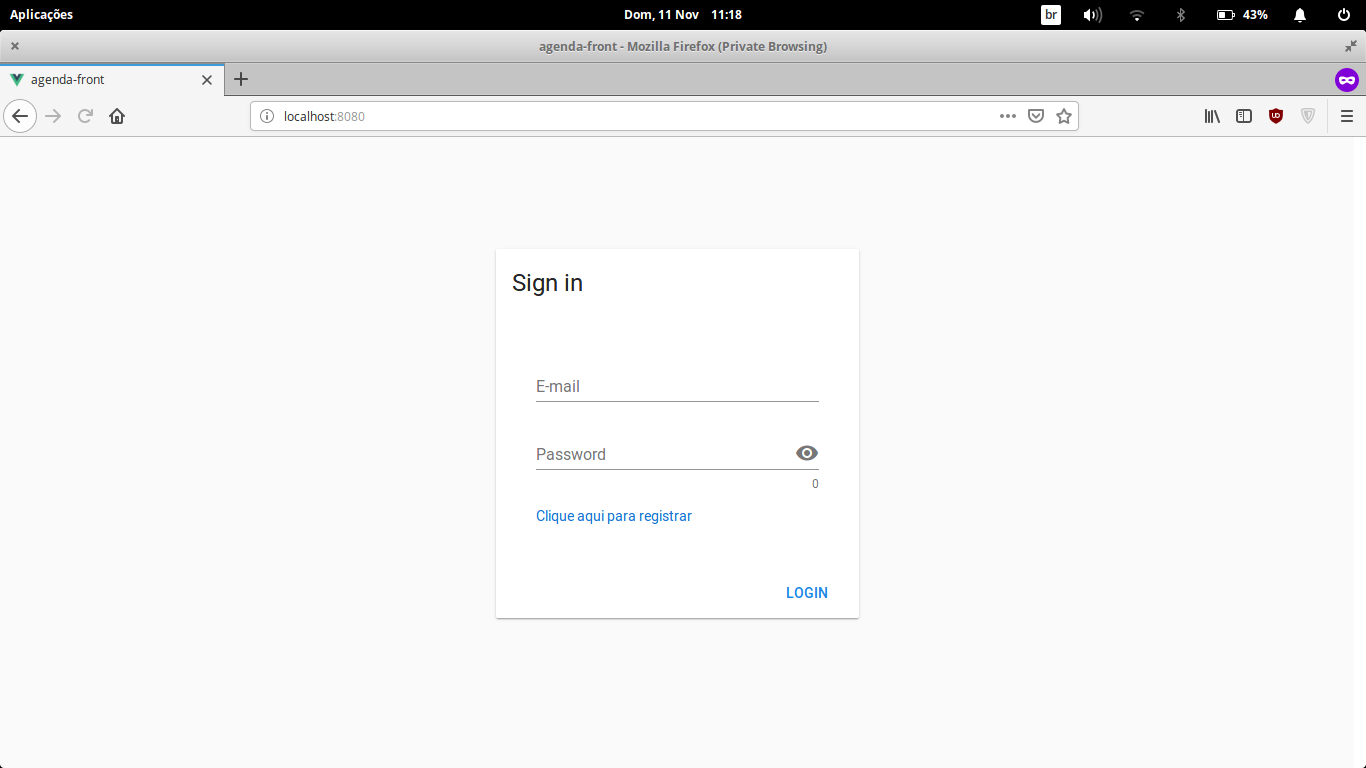 Aplicações
Dom, 11 Nov 11:18
br
43%
agenda-front - Mozilla Firefox (Private Browsing)
agenda-front
localhost:8080
Sign in
E-mail
Password
0
Clique aqui para registrar
LOGIN